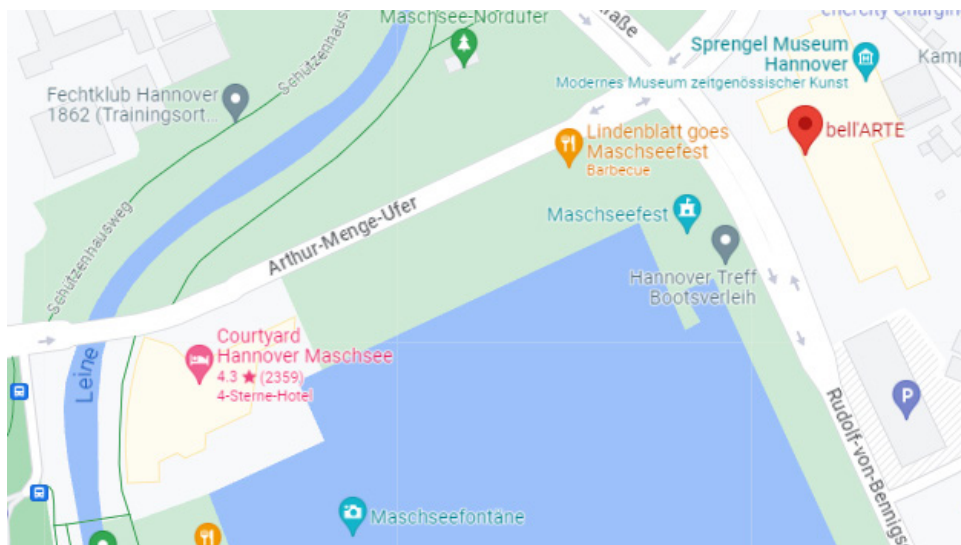 Maschsee-Nordufer
Schützenhausweg
Fechtklub Hannover
1862 (Trainingsort...
Sprengel Museum
Hannover
Modernes Museum zeitgenössischer Kunst
Kamp
bell'ARTE
Lindenblatt goes
Maschseefest
Barbecue
Maschseefest
Arthur-Menge-Ufer
Schützenhausweg
Hannover Treff
Bootsverleih
Courtyard
Hannover Maschsee
4.3 ★ (2359)
4-Sterne-Hotel
Leine
P
Rudolf-von-Bennigs
Maschseefontäne